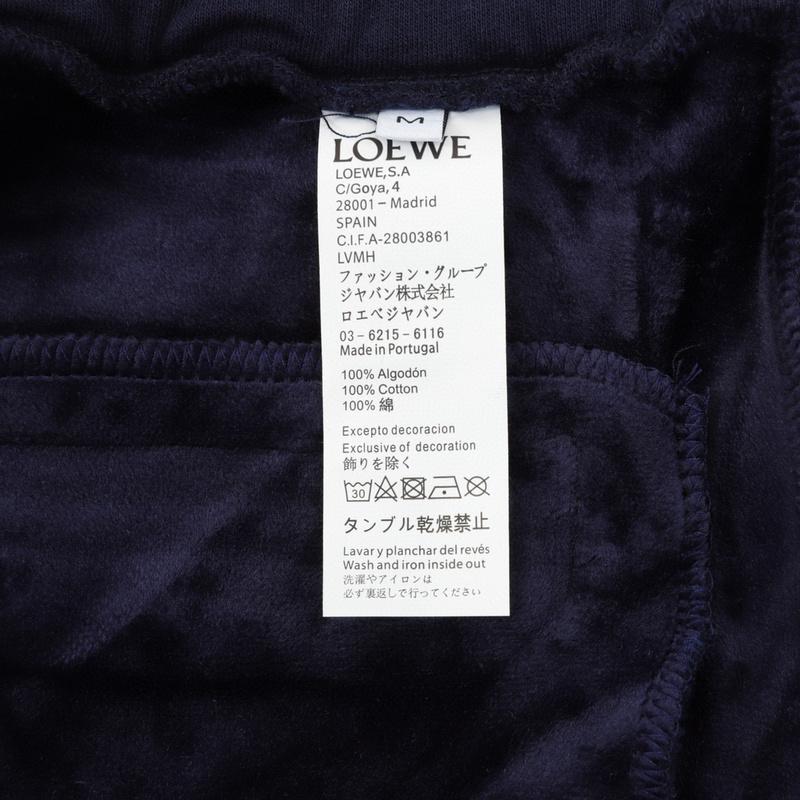 M
LOEWE
LOEWE,S.A
C/Goya, 4
28001 – Madrid
SPAIN
C.I.F.A-28003861
LVMH
ファッション・グループ
ジャバン株式会社
ロエベジャバン
03 – 6215 – 6116
Made in Portugal
100% Algodón
100% Cotton
100% 綿
Excepto decoracion
Exclusive of decoration
飾りを除く
30
タンブル乾燥禁止
Lavar y planchar del revés
Wash and iron inside out
洗濯やアイロンは
必ず裏返しで行ってください